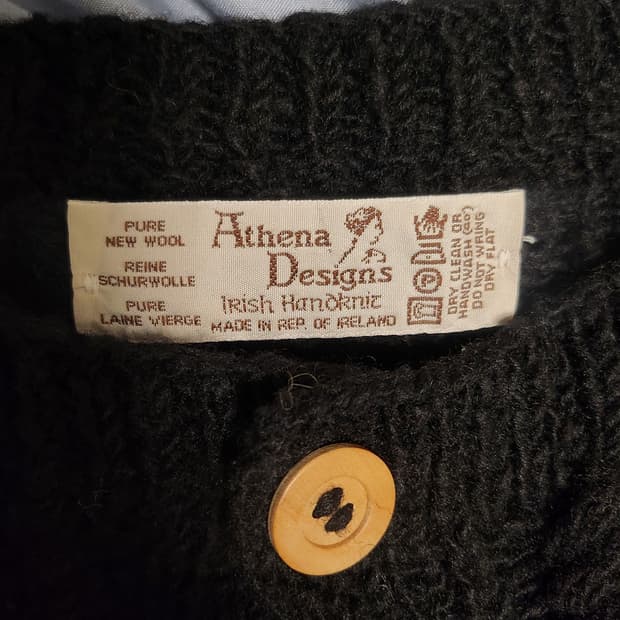 PURE
NEW WOOL
REINE
SCHURWOLLE
PURE
LAINE VIERGE
Athena
Designs
Irish Handknit
MADE IN REP. OF IRELAND
DRY CLEAN OR
HANDWASH (40°)
DO NOT WRING
DRY FLAT